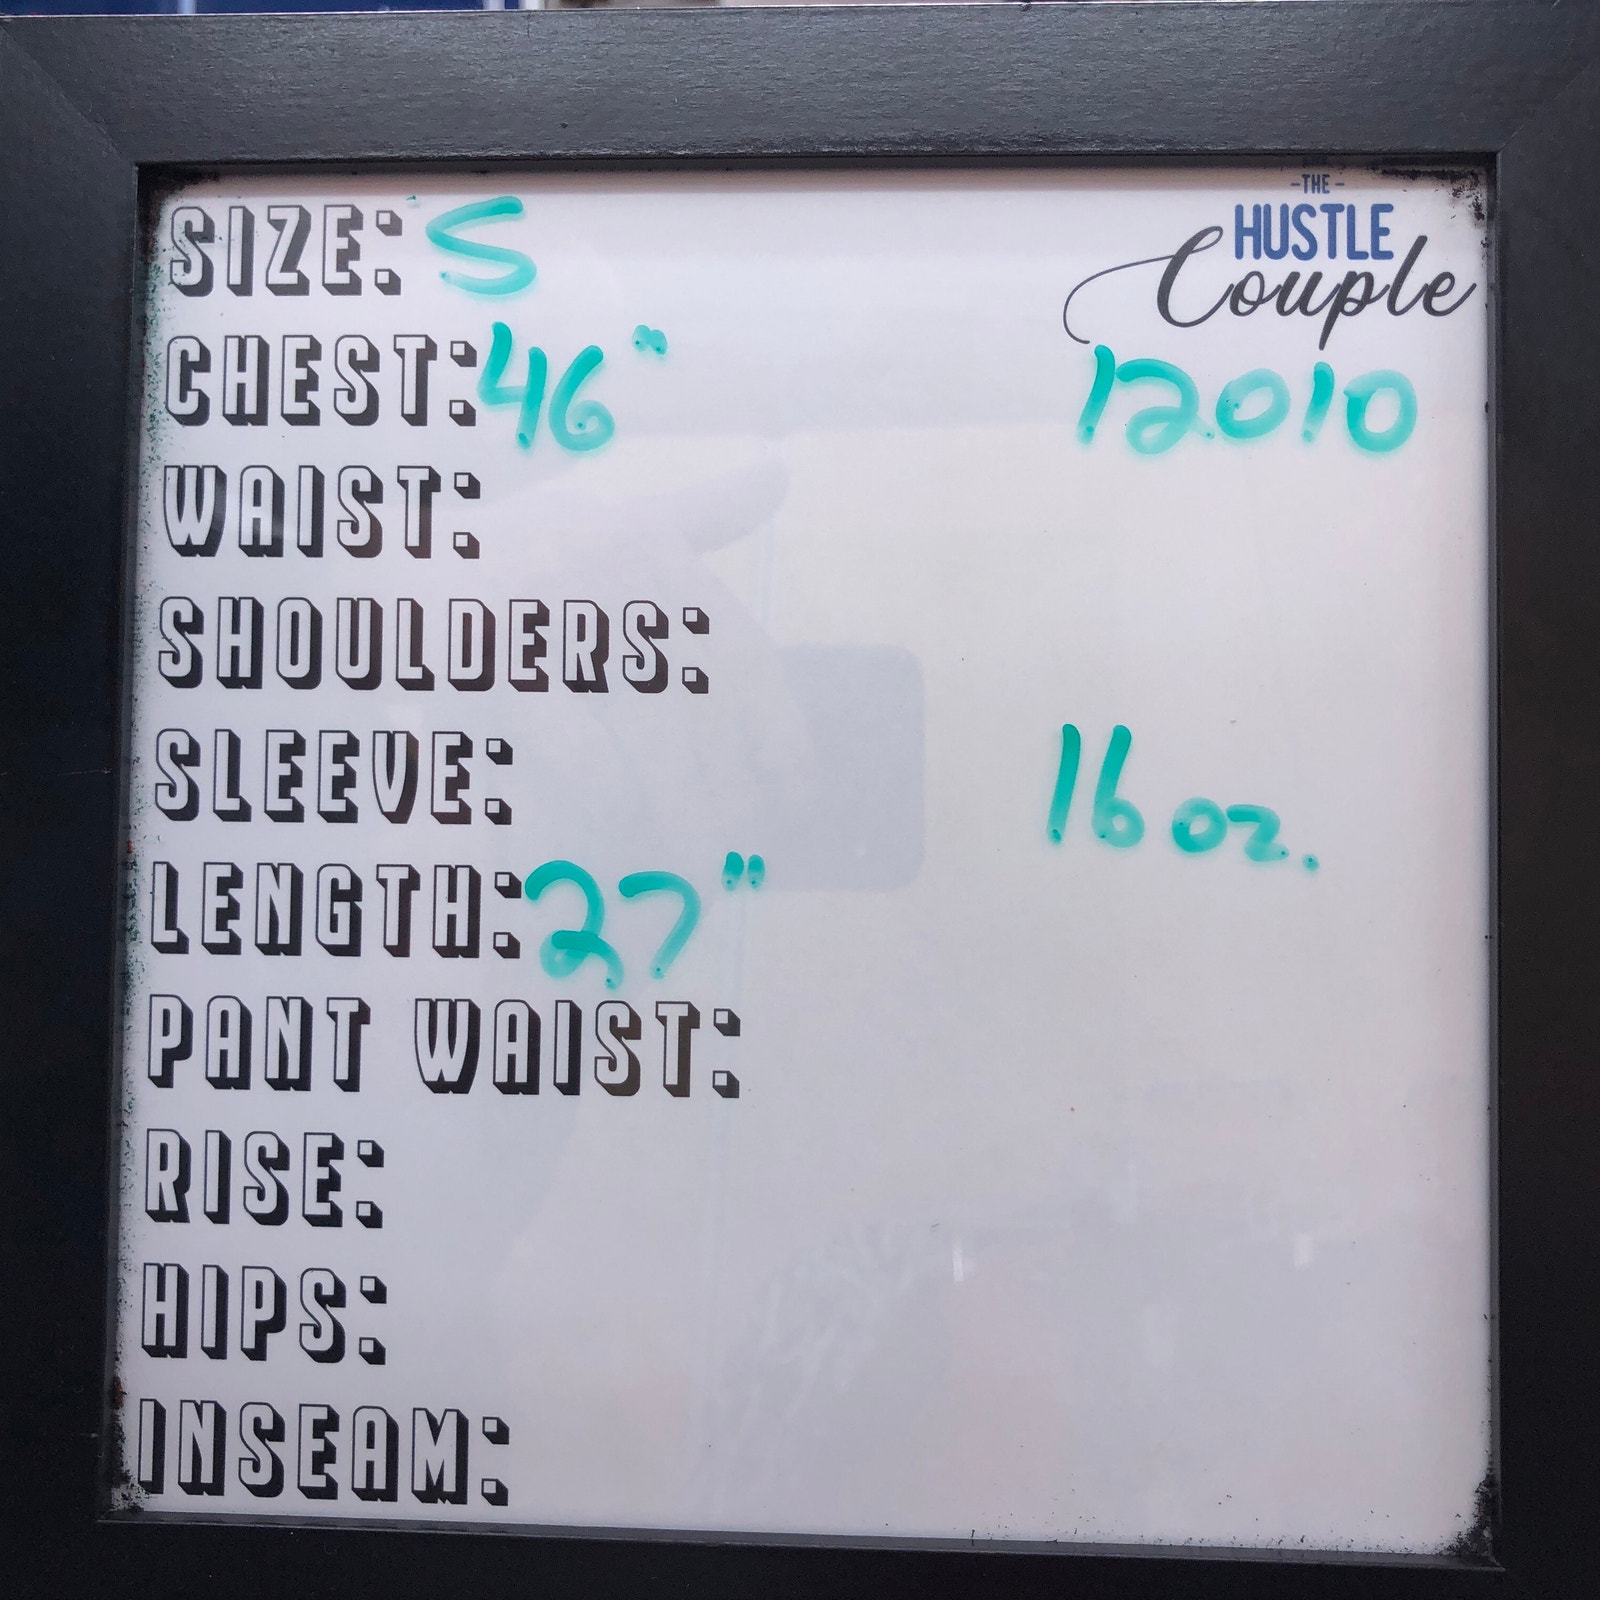 SIZE: S
-THE-
HUSTLE
Couple
CHEST: 46"
12010
WAIST:
SHOULDERS:
SLEEVE:
16 oz.
LENGTH: 27"
PANT WAIST:
RISE:
HIPS:
INSEAM: